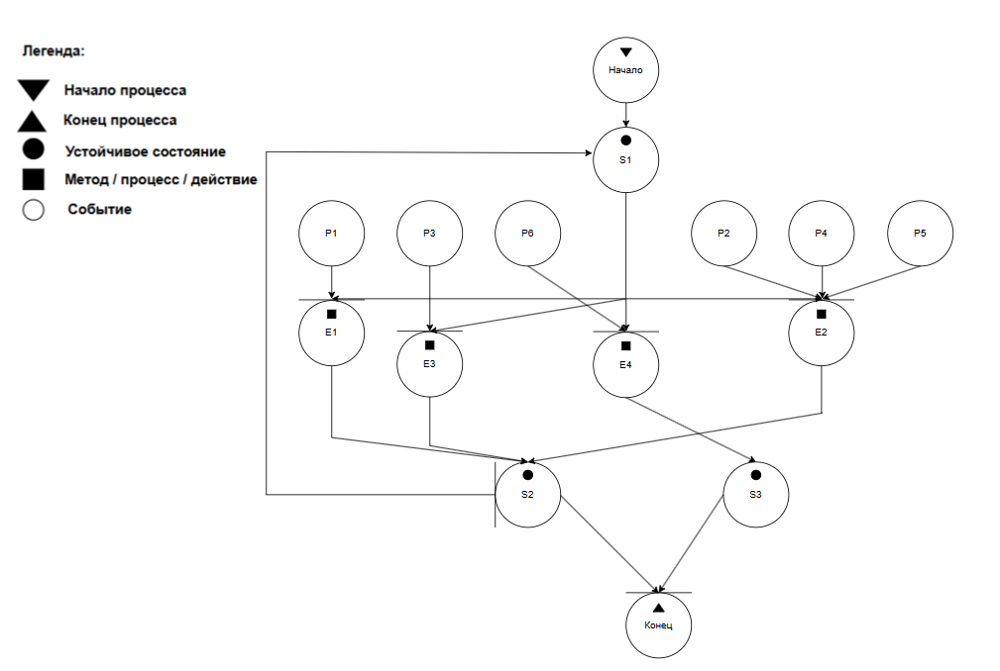 Легенда:
Начало процесса
Конец процесса
Устойчивое состояние
Метод / процесс / действие
Событие
Начало
S1
P1
P3
P6
P2
P4
P5
E1
E2
E3
E4
S2
S3
Конец